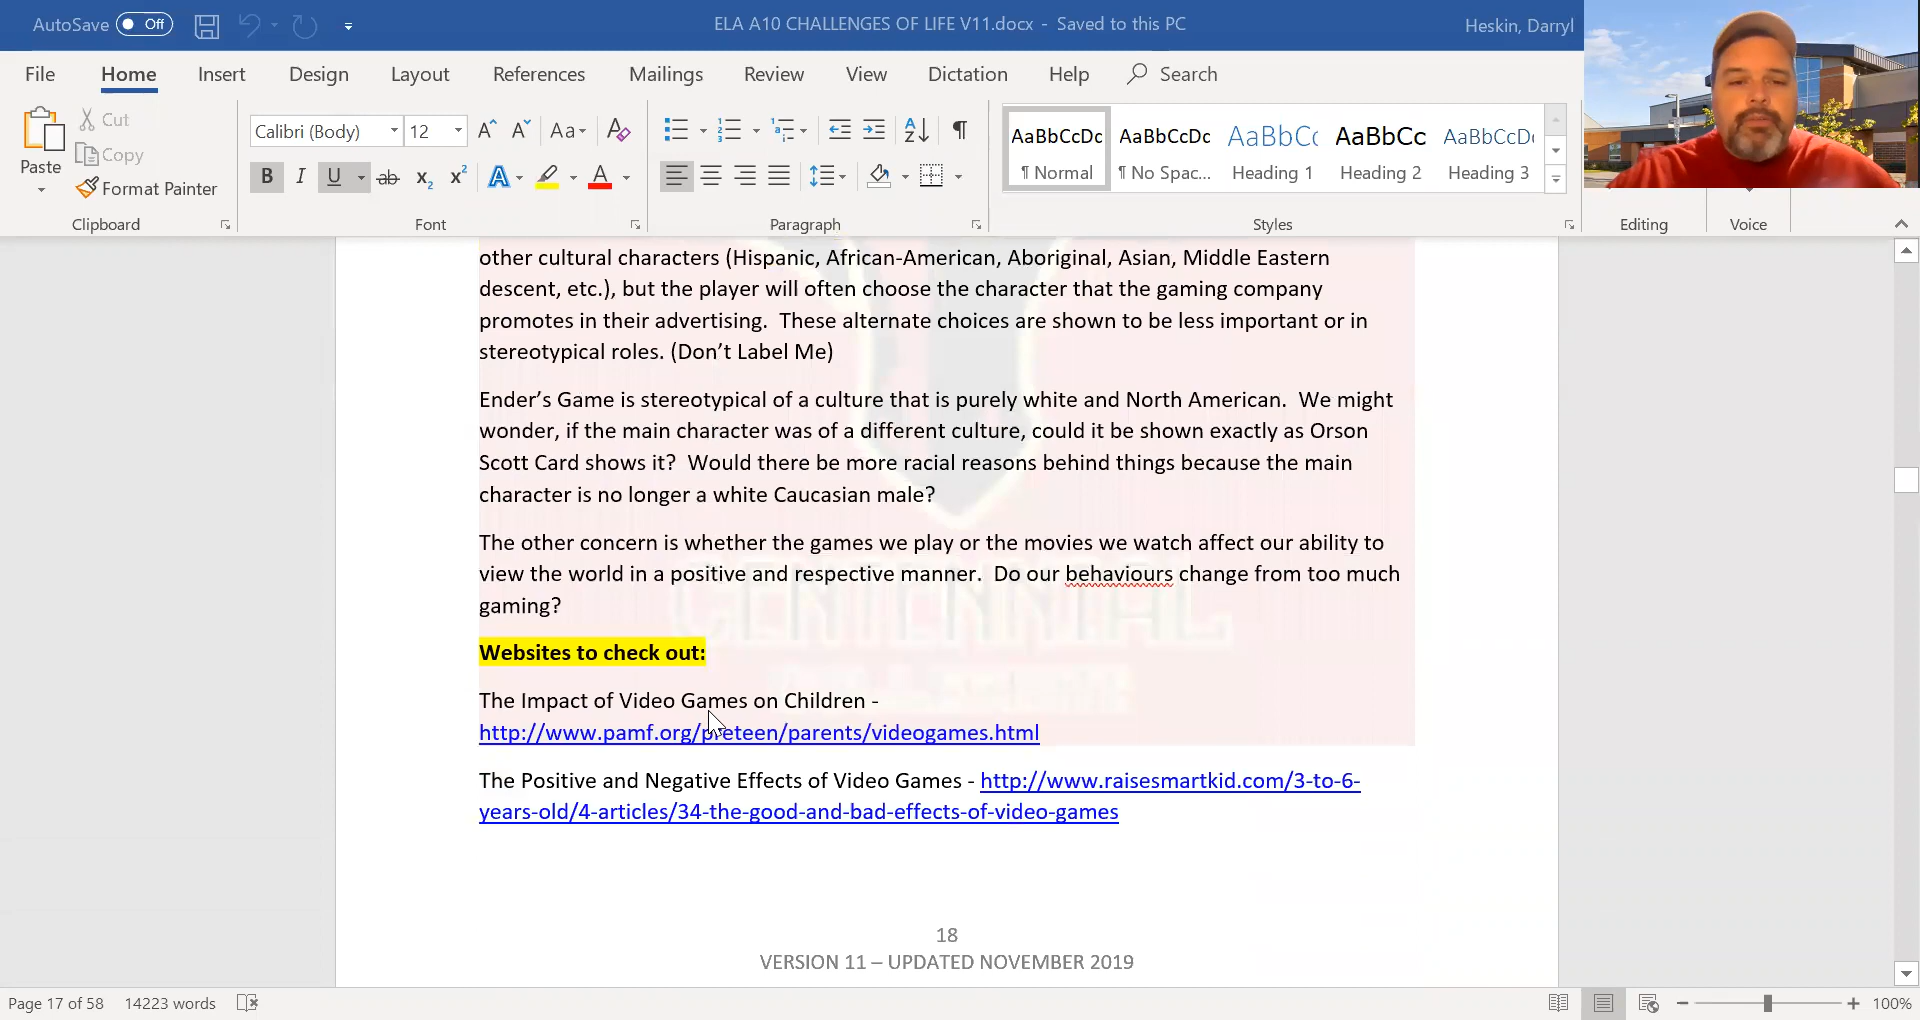 AutoSave Off ELA A10 CHALLENGES OF LIFE V11.docx - Saved to this PC Heskin, Darryl
File Home Insert Design Layout References Mailings Review View Dictation Help Search
Paste Cut Copy Format Painter
Calibri (Body) 12 Aa
B I U ab x2 x2 A A
AaBbCcDc AaBbCcDc AaBbCc AaBbCc AaBbCcD
¶ Normal ¶ No Spac... Heading 1 Heading 2 Heading 3
Clipboard Font Paragraph Styles Editing Voice
other cultural characters (Hispanic, African-American, Aboriginal, Asian, Middle Eastern
descent, etc.), but the player will often choose the character that the gaming company
promotes in their advertising.  These alternate choices are shown to be less important or in
stereotypical roles. (Don’t Label Me)
Ender’s Game is stereotypical of a culture that is purely white and North American.  We might
wonder, if the main character was of a different culture, could it be shown exactly as Orson
Scott Card shows it?  Would there be more racial reasons behind things because the main
character is no longer a white Caucasian male?
The other concern is whether the games we play or the movies we watch affect our ability to
view the world in a positive and respective manner.  Do our behaviours change from too much
gaming?
CENTENNIAL
Websites to check out:
The Impact of Video Games on Children -
http://www.pamf.org/preteen/parents/videogames.html
The Positive and Negative Effects of Video Games - http://www.raisesmartkid.com/3-to-6-
years-old/4-articles/34-the-good-and-bad-effects-of-video-games
18
VERSION 11 – UPDATED NOVEMBER 2019
Page 17 of 58 14223 words 100%